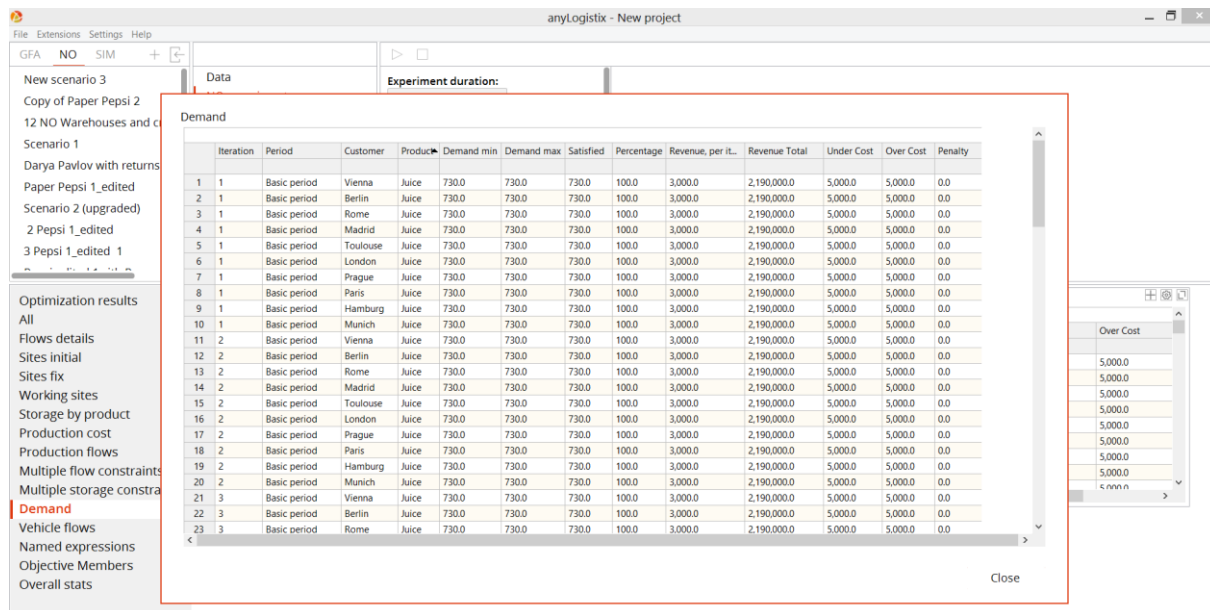 anyLogistix - New project
File Extensions Settings Help
GFA NO SIM
New scenario 3
Copy of Paper Pepsi 2
12 NO Warehouses and
Scenario 1
Darya Pavlov with returns
Paper Pepsi 1_edited
Scenario 2 (upgraded)
2 Pepsi 1_edited
3 Pepsi 1_edited 1
Data
Experiment duration:
Optimization results
All
Flows details
Sites initial
Sites fix
Working sites
Storage by product
Production cost
Production flows
Multiple flow constraints
Multiple storage constra
Demand
Vehicle flows
Named expressions
Objective Members
Overall stats
Demand
Iteration Period Customer Product Demand min Demand max Satisfied Percentage Revenue, per it... Revenue Total Under Cost Over Cost Penalty
1 1 Basic period Vienna Juice 730.0 730.0 730.0 100.0 3,000.0 2,190,000.0 5,000.0 5,000.0 0.0
2 1 Basic period Berlin Juice 730.0 730.0 730.0 100.0 3,000.0 2,190,000.0 5,000.0 5,000.0 0.0
3 1 Basic period Rome Juice 730.0 730.0 730.0 100.0 3,000.0 2,190,000.0 5,000.0 5,000.0 0.0
4 1 Basic period Madrid Juice 730.0 730.0 730.0 100.0 3,000.0 2,190,000.0 5,000.0 5,000.0 0.0
5 1 Basic period Toulouse Juice 730.0 730.0 730.0 100.0 3,000.0 2,190,000.0 5,000.0 5,000.0 0.0
6 1 Basic period London Juice 730.0 730.0 730.0 100.0 3,000.0 2,190,000.0 5,000.0 5,000.0 0.0
7 1 Basic period Prague Juice 730.0 730.0 730.0 100.0 3,000.0 2,190,000.0 5,000.0 5,000.0 0.0
8 1 Basic period Paris Juice 730.0 730.0 730.0 100.0 3,000.0 2,190,000.0 5,000.0 5,000.0 0.0
9 1 Basic period Hamburg Juice 730.0 730.0 730.0 100.0 3,000.0 2,190,000.0 5,000.0 5,000.0 0.0
10 1 Basic period Munich Juice 730.0 730.0 730.0 100.0 3,000.0 2,190,000.0 5,000.0 5,000.0 0.0
11 2 Basic period Vienna Juice 730.0 730.0 730.0 100.0 3,000.0 2,190,000.0 5,000.0 5,000.0 0.0
12 2 Basic period Berlin Juice 730.0 730.0 730.0 100.0 3,000.0 2,190,000.0 5,000.0 5,000.0 0.0
13 2 Basic period Rome Juice 730.0 730.0 730.0 100.0 3,000.0 2,190,000.0 5,000.0 5,000.0 0.0
14 2 Basic period Madrid Juice 730.0 730.0 730.0 100.0 3,000.0 2,190,000.0 5,000.0 5,000.0 0.0
15 2 Basic period Toulouse Juice 730.0 730.0 730.0 100.0 3,000.0 2,190,000.0 5,000.0 5,000.0 0.0
16 2 Basic period London Juice 730.0 730.0 730.0 100.0 3,000.0 2,190,000.0 5,000.0 5,000.0 0.0
17 2 Basic period Prague Juice 730.0 730.0 730.0 100.0 3,000.0 2,190,000.0 5,000.0 5,000.0 0.0
18 2 Basic period Paris Juice 730.0 730.0 730.0 100.0 3,000.0 2,190,000.0 5,000.0 5,000.0 0.0
19 2 Basic period Hamburg Juice 730.0 730.0 730.0 100.0 3,000.0 2,190,000.0 5,000.0 5,000.0 0.0
20 2 Basic period Munich Juice 730.0 730.0 730.0 100.0 3,000.0 2,190,000.0 5,000.0 5,000.0 0.0
21 3 Basic period Vienna Juice 730.0 730.0 730.0 100.0 3,000.0 2,190,000.0 5,000.0 5,000.0 0.0
22 3 Basic period Berlin Juice 730.0 730.0 730.0 100.0 3,000.0 2,190,000.0 5,000.0 5,000.0 0.0
23 3 Basic period Rome Juice 730.0 730.0 730.0 100.0 3,000.0 2,190,000.0 5,000.0 5,000.0 0.0
Close
Over Cost
5,000.0
5,000.0
5,000.0
5,000.0
5,000.0
5,000.0
5,000.0
5,000.0
5,000.0